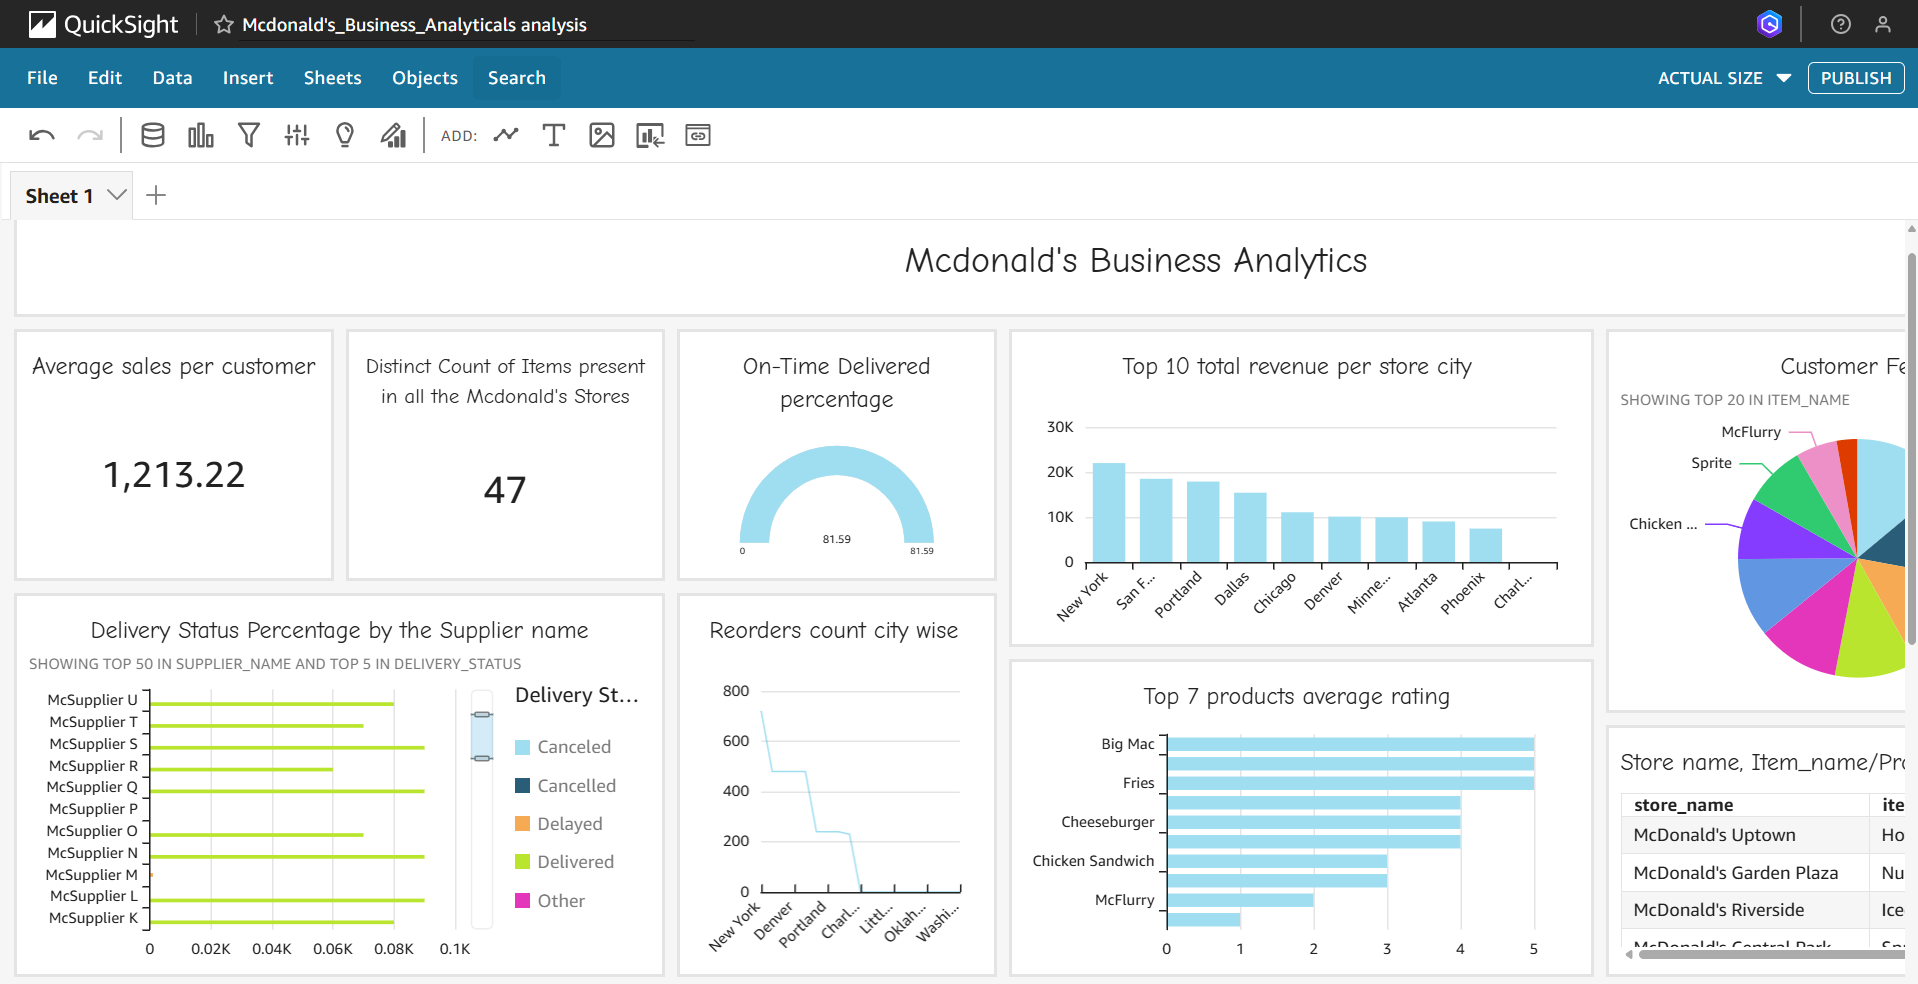 QuickSight
Mcdonald's_Business_Analyticals analysis
File Edit Data Insert Sheets Objects Search
ACTUAL SIZE
PUBLISH
ADD:
Sheet 1
Mcdonald's Business Analytics
Average sales per customer
1,213.22
Distinct Count of Items present
in all the Mcdonald's Stores
47
On-Time Delivered
percentage
81.59
0
81.59
Top 10 total revenue per store city
30K
20K
10K
0
New York
San F...
Portland
Dallas
Chicago
Denver
Minne...
Atlanta
Phoenix
Charl...
Customer Fe
SHOWING TOP 20 IN ITEM_NAME
McFlurry
Sprite
Chicken ...
Delivery Status Percentage by the Supplier name
SHOWING TOP 50 IN SUPPLIER_NAME AND TOP 5 IN DELIVERY_STATUS
McSupplier U
McSupplier T
McSupplier S
McSupplier R
McSupplier Q
McSupplier P
McSupplier O
McSupplier N
McSupplier M
McSupplier L
McSupplier K
0 0.02K 0.04K 0.06K 0.08K 0.1K
Delivery St...
Canceled
Cancelled
Delayed
Delivered
Other
Reorders count city wise
800
600
400
200
0
New York
Denver
Portland
Charl...
Littl...
Oklah...
Washi...
Top 7 products average rating
Big Mac
Fries
Cheeseburger
Chicken Sandwich
McFlurry
0 1 2 3 4 5
Store name, Item_name/Pro
store_name ite
McDonald's Uptown Ho
McDonald's Garden Plaza Nu
McDonald's Riverside Ice
McDonald's Central Park Sp